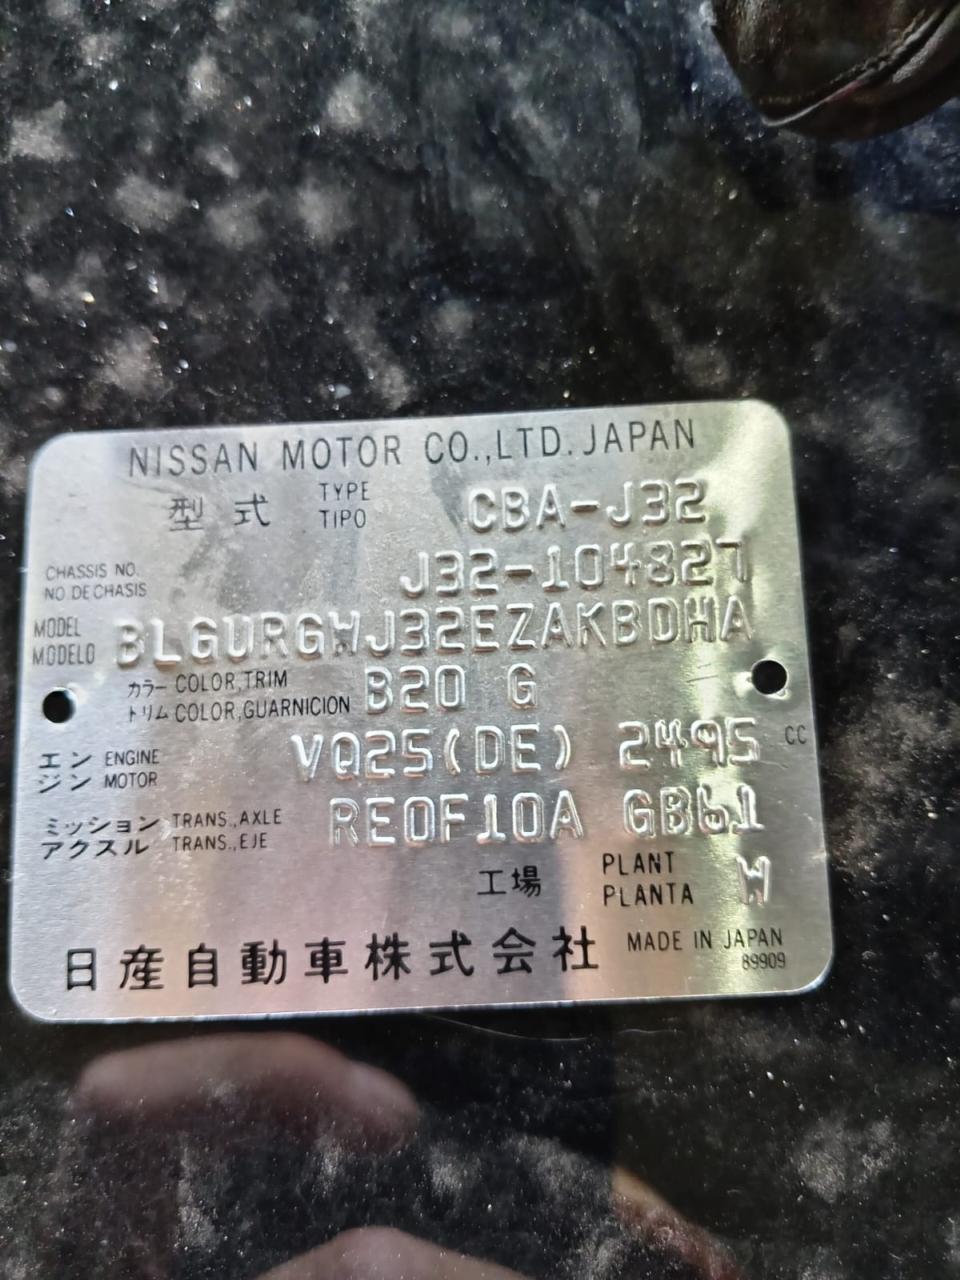 NISSAN MOTOR CO.,LTD. JAPAN
型式 TYPE TIPO CBA-J32
CHASSIS NO. NO DE CHASIS J32-104827
MODEL MODELO BLGURGWJ32EZAKBDHA
カラー COLOR,TRIM
トリム COLOR,GUARNICION B20 G
エンジン ENGINE MOTOR VQ25(DE) 2495 CC
ミッション TRANS.,AXLE
アクスル TRANS.,EJE RE0F10A GB61
工場 PLANT PLANTA W
日産自動車株式会社 MADE IN JAPAN
89909